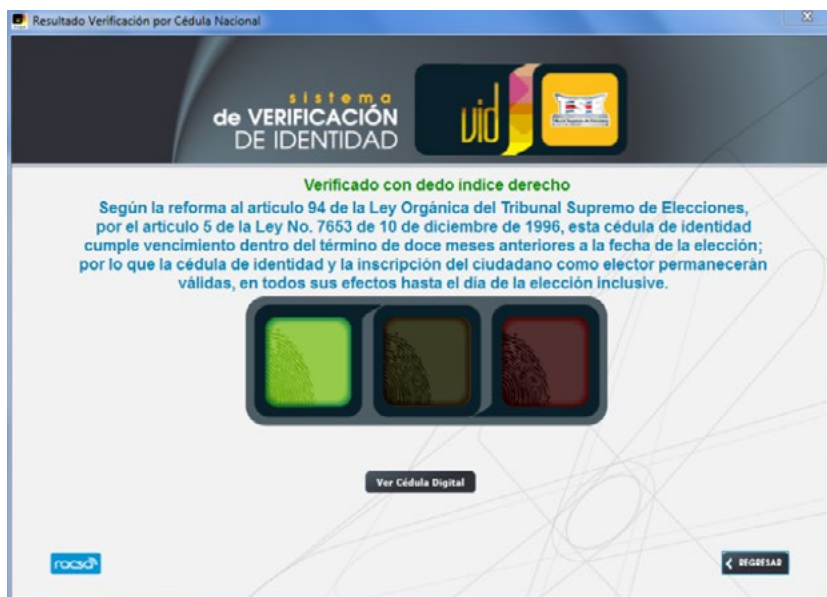 Resultado Verificación por Cédula Nacional
sistema
de VERIFICACIÓN
DE IDENTIDAD
vid
TSE
Verificado con dedo índice derecho
Según la reforma al artículo 94 de la Ley Orgánica del Tribunal Supremo de Elecciones,
por el artículo 5 de la Ley No. 7653 de 10 de diciembre de 1996, esta cédula de identidad
cumple vencimiento dentro del término de doce meses anteriores a la fecha de la elección;
por lo que la cédula de identidad y la inscripción del ciudadano como elector permanecerán
válidas, en todos sus efectos hasta el día de la elección inclusive.
Ver Cédula Digital
racsa
REGRESAR